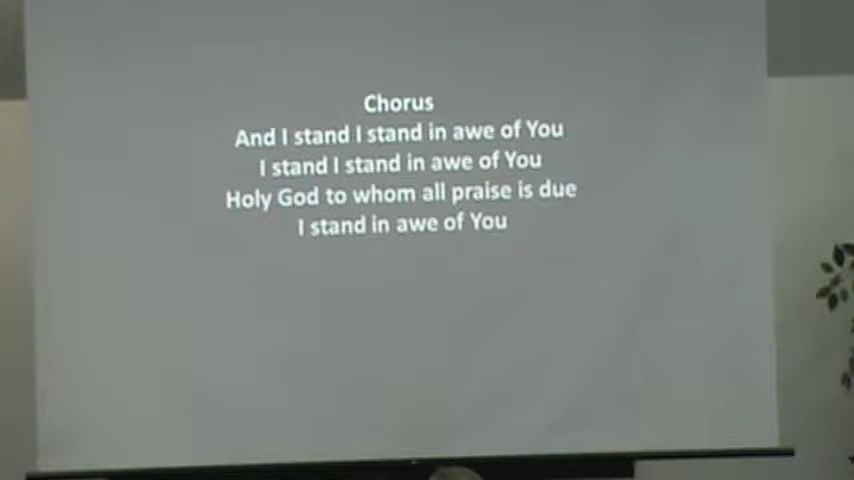 Chorus
And I stand I stand in awe of You
I stand I stand in awe of You
Holy God to whom all praise is due
I stand in awe of You